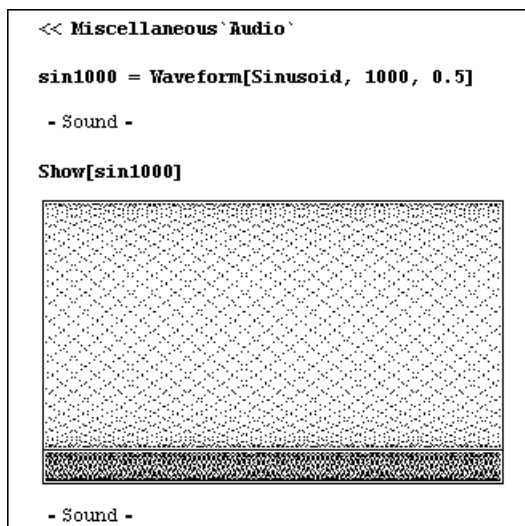 << Miscellaneous`Audio`
sin1000 = Waveform[Sinusoid, 1000, 0.5]
- Sound -
Show[sin1000]
- Sound -